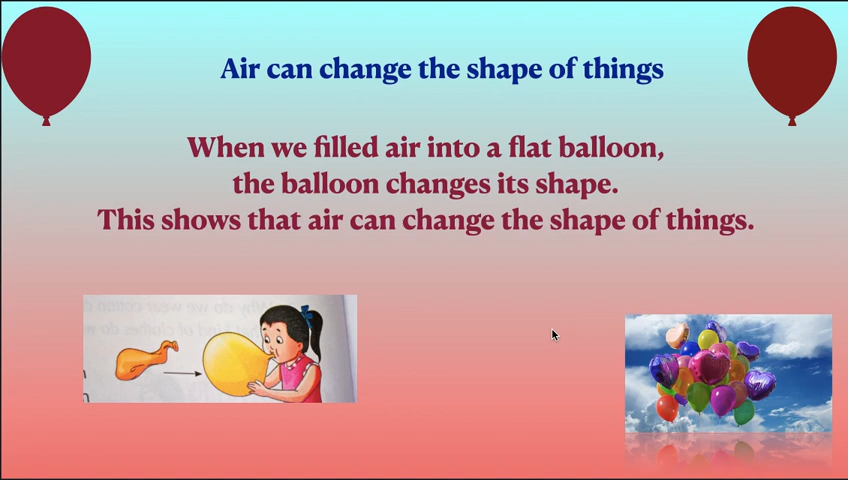 Air can change the shape of things
When we filled air into a flat balloon,
the balloon changes its shape.
This shows that air can change the shape of things.